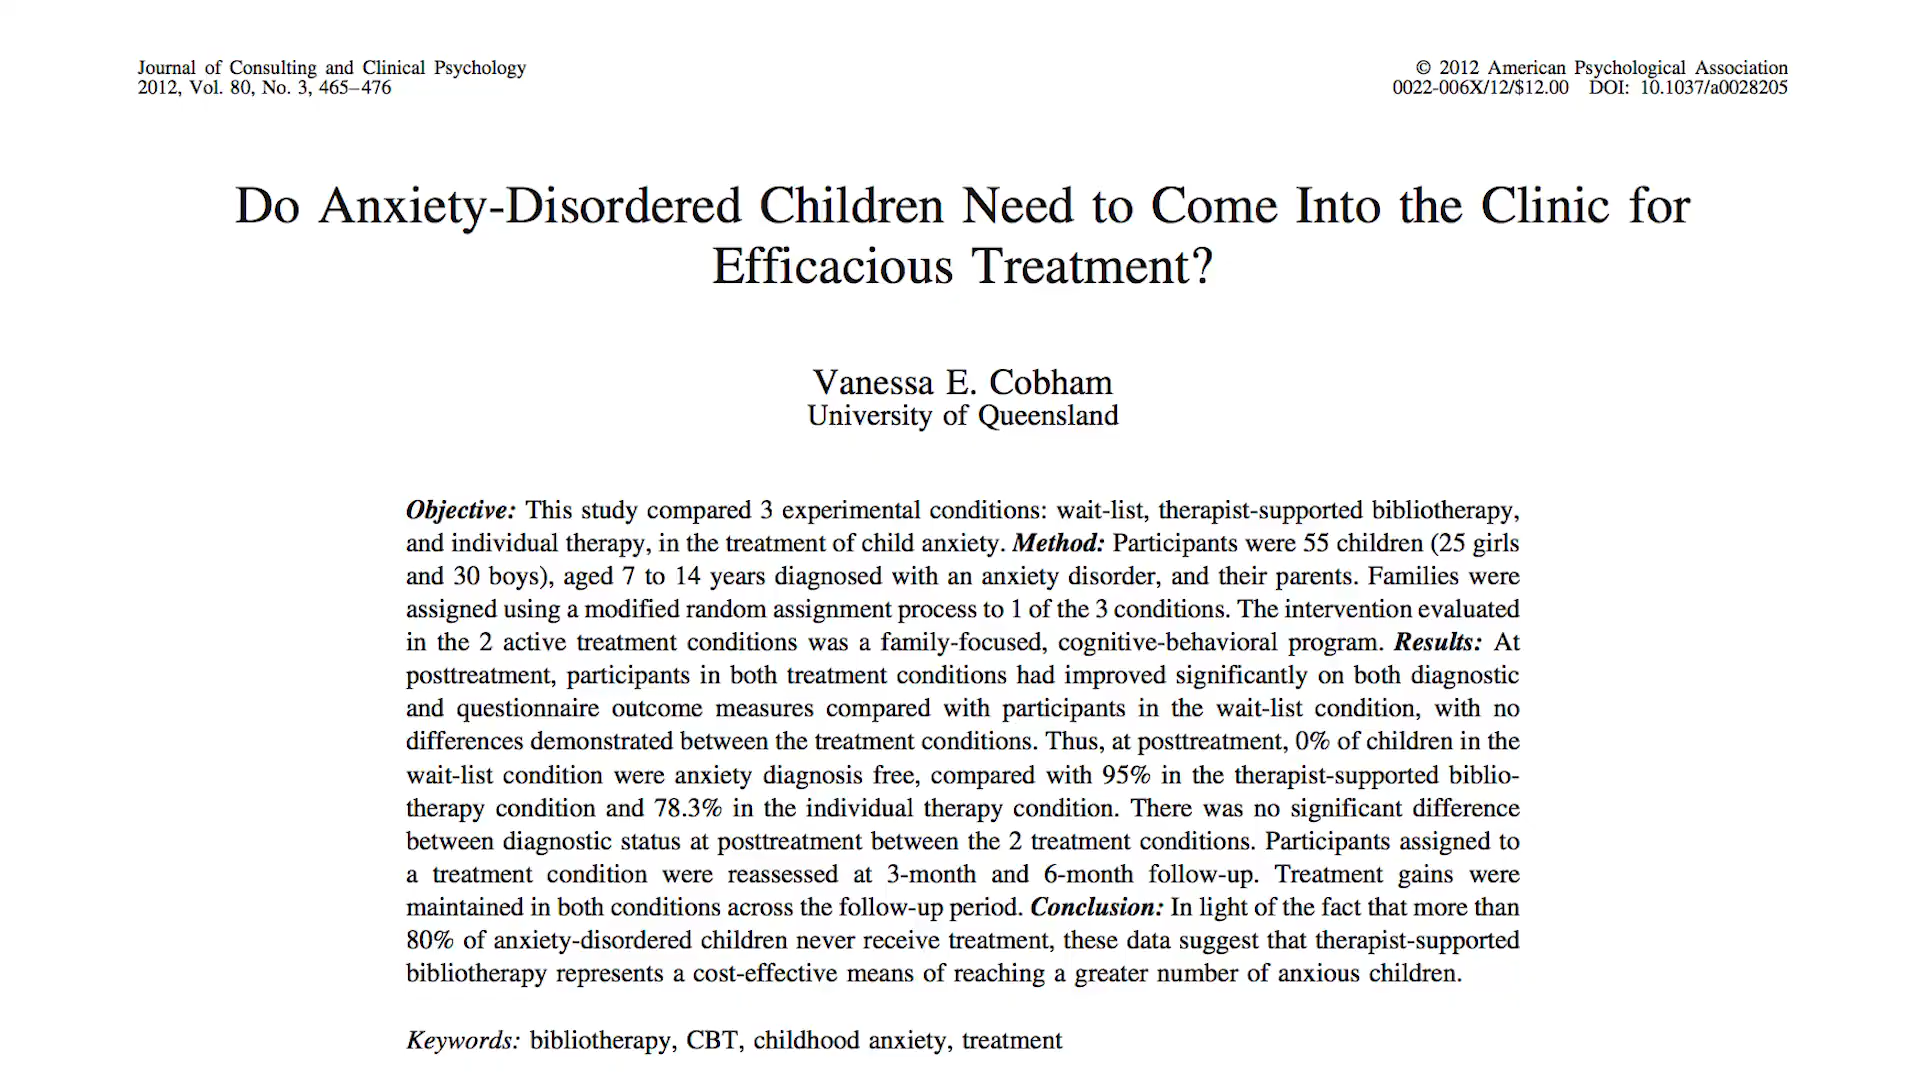 Journal of Consulting and Clinical Psychology
2012, Vol. 80, No. 3, 465–476
© 2012 American Psychological Association
0022-006X/12/$12.00 DOI: 10.1037/a0028205
Do Anxiety-Disordered Children Need to Come Into the Clinic for
Efficacious Treatment?
Vanessa E. Cobham
University of Queensland
Objective: This study compared 3 experimental conditions: wait-list, therapist-supported bibliotherapy,
and individual therapy, in the treatment of child anxiety. Method: Participants were 55 children (25 girls
and 30 boys), aged 7 to 14 years diagnosed with an anxiety disorder, and their parents. Families were
assigned using a modified random assignment process to 1 of the 3 conditions. The intervention evaluated
in the 2 active treatment conditions was a family-focused, cognitive-behavioral program. Results: At
posttreatment, participants in both treatment conditions had improved significantly on both diagnostic
and questionnaire outcome measures compared with participants in the wait-list condition, with no
differences demonstrated between the treatment conditions. Thus, at posttreatment, 0% of children in the
wait-list condition were anxiety diagnosis free, compared with 95% in the therapist-supported biblio-
therapy condition and 78.3% in the individual therapy condition. There was no significant difference
between diagnostic status at posttreatment between the 2 treatment conditions. Participants assigned to
a treatment condition were reassessed at 3-month and 6-month follow-up. Treatment gains were
maintained in both conditions across the follow-up period. Conclusion: In light of the fact that more than
80% of anxiety-disordered children never receive treatment, these data suggest that therapist-supported
bibliotherapy represents a cost-effective means of reaching a greater number of anxious children.
Keywords: bibliotherapy, CBT, childhood anxiety, treatment